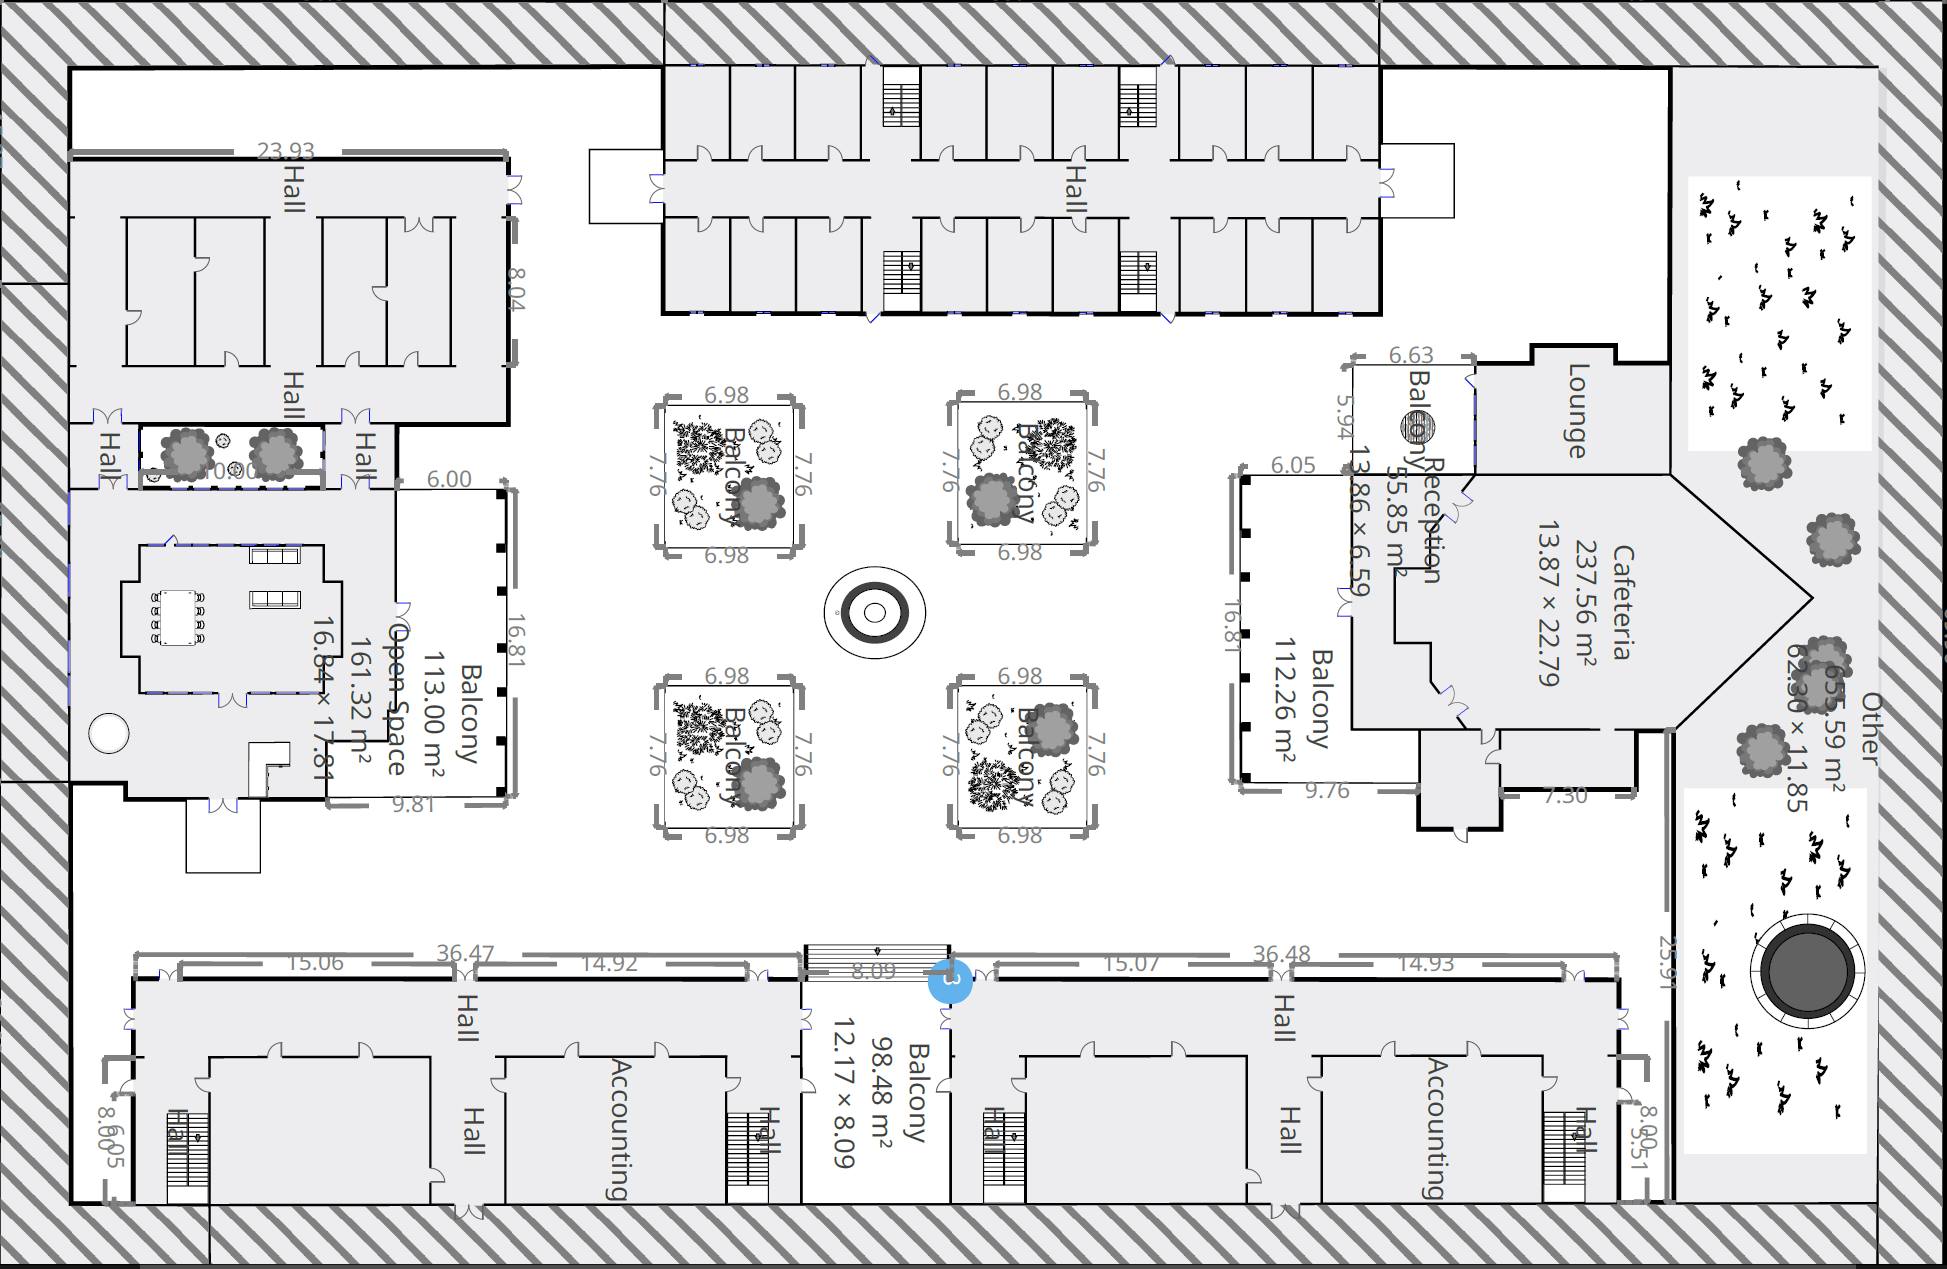 23.93
Hall
Hall
8.04
Hall
Hall
Hall
10.00
6.00
16.81
Open Space
161.32 m²
16.84 × 17.81
Balcony
113.00 m²
9.81
6.98
Balcony
7.76
7.76
6.98
6.98
Balcony
7.76
7.76
6.98
6.98
Balcony
7.76
7.76
6.98
6.98
Balcony
7.76
7.76
6.98
6.63
5.94
Balcony
Lounge
6.05
Reception
55.85 m²
13.86 × 6.59
Cafeteria
237.56 m²
13.87 × 22.79
16.81
Balcony
112.26 m²
9.76
7.30
Other
655.59 m²
62.30 × 11.85
25.91
36.47
15.06
14.92
8.09
3
36.48
15.07
14.93
Hall
Hall
Hall
Accounting
Hall
8.00
6.05
Balcony
98.48 m²
12.17 × 8.09
Hall
Hall
Hall
Accounting
Hall
8.00
5.51